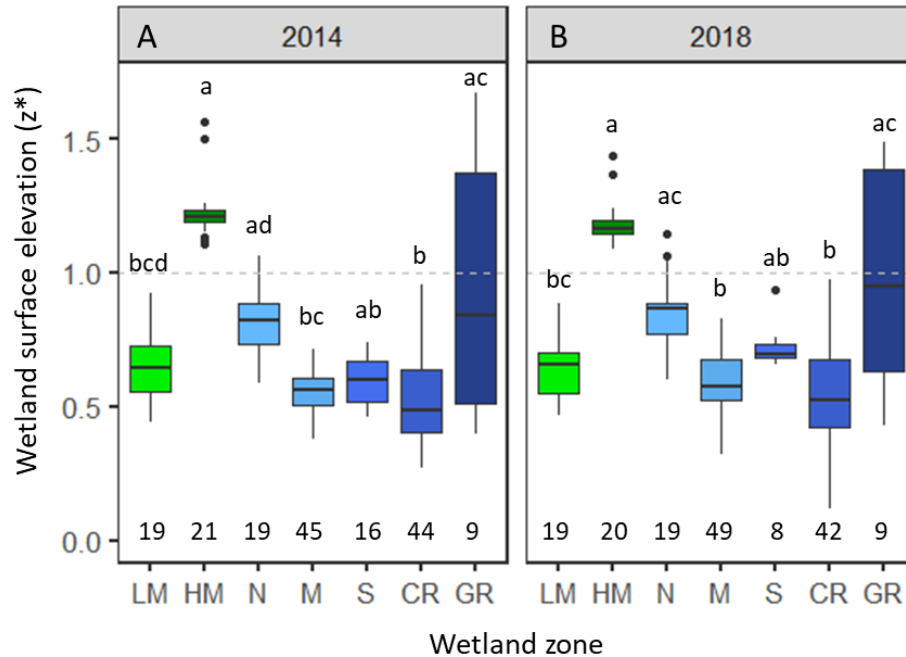 A 2014
B 2018
Wetland surface elevation (z*)
1.5
1.0
0.5
0.0
bcd a ad bc ab b ac
bc a ac b ab b ac
19 21 19 45 16 44 9
19 20 19 49 8 42 9
LM HM N M S CR GR
LM HM N M S CR GR
Wetland zone